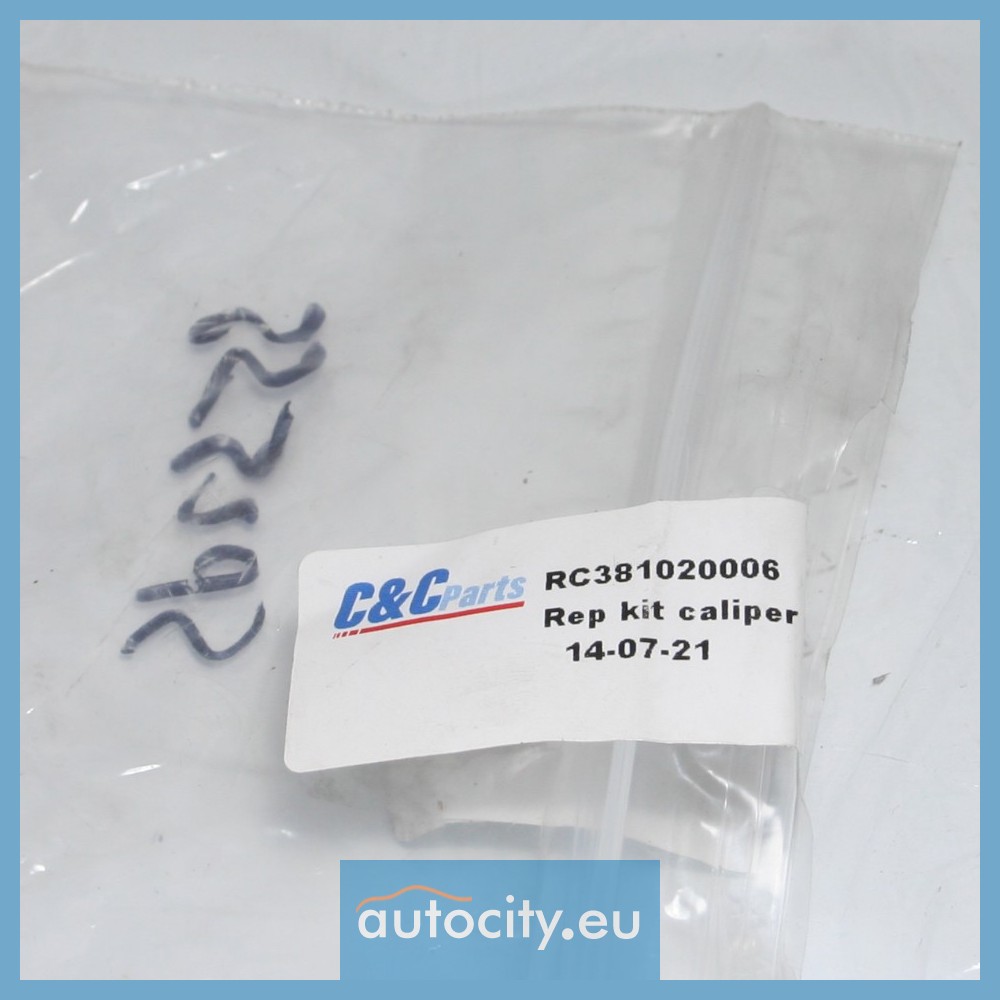 C&C Parts
RC381020006
Rep kit caliper
14-07-21
autocity.eu